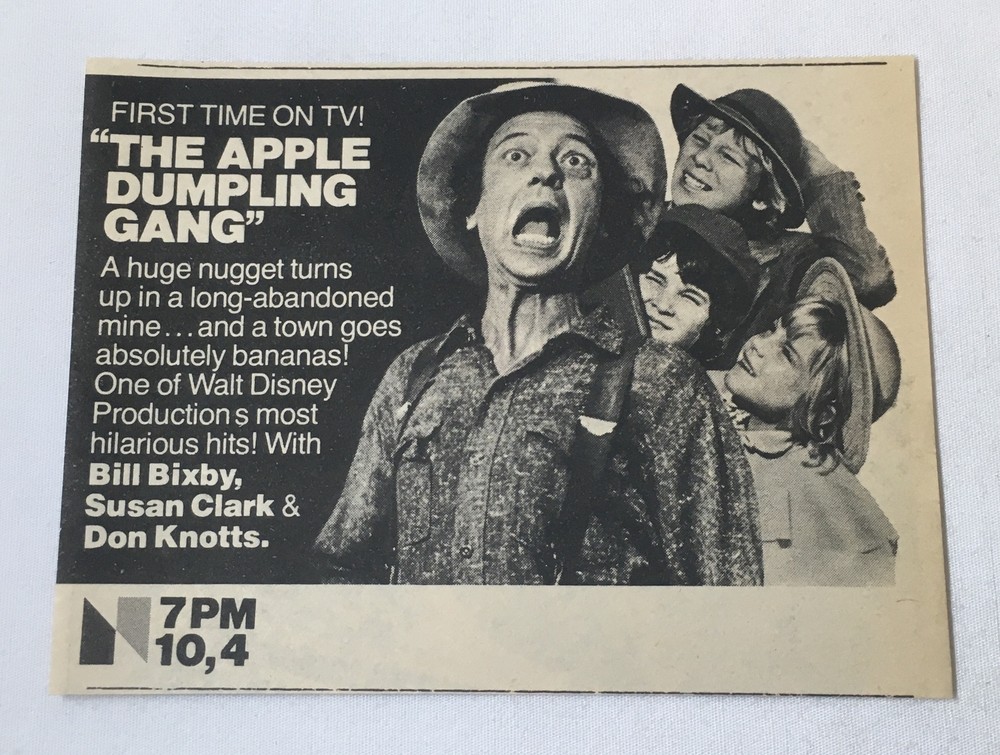 FIRST TIME ON TV!
“THE APPLE
DUMPLING
GANG”
A huge nugget turns
up in a long-abandoned
mine...and a town goes
absolutely bananas!
One of Walt Disney
Productions most
hilarious hits! With
Bill Bixby,
Susan Clark &
Don Knotts.
N 7PM
10,4